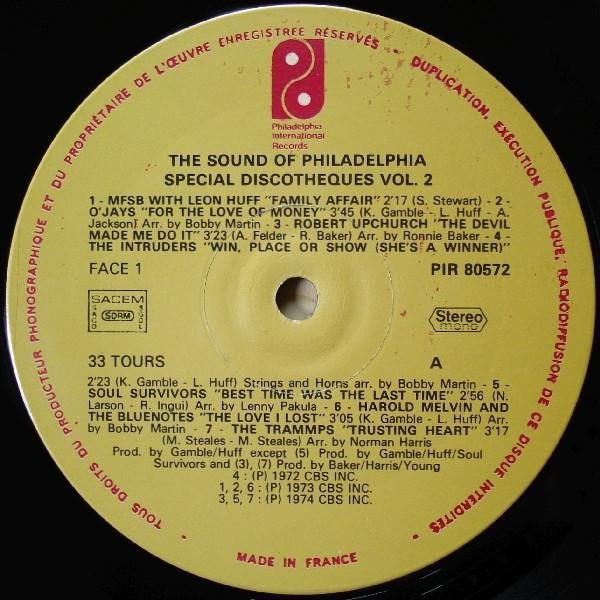 TOUS DROITS DU PRODUCTEUR PHONOGRAPHIQUE ET DU PROPRIÉTAIRE DE L'ŒUVRE ENREGISTRÉE RÉSERVÉS - DUPLICATION, EXÉCUTION PUBLIQUE, RADIODIFFUSION DE CE DISQUE INTERDITES
Philadelphia
International
Records
THE SOUND OF PHILADELPHIA
SPECIAL DISCOTHEQUES VOL. 2
1 - MFSB WITH LEON HUFF "FAMILY AFFAIR" 2'17 (S. Stewart) - 2 -
O'JAYS "FOR THE LOVE OF MONEY" 3'45 (K. Gamble - L. Huff - A.
Jackson) Arr. by Bobby Martin - 3 - ROBERT UPCHURCH "THE DEVIL
MADE ME DO IT" 3'23 (A. Felder - R. Baker) Arr. by Ronnie Baker - 4 -
THE INTRUDERS "WIN, PLACE OR SHOW (SHE'S A WINNER)"
FACE 1
PIR 80572
SACEM
SACD
SDRM
SGDL
Stereo
mono
33 TOURS
A
2'23 (K. Gamble - L. Huff) Strings and Horns arr. by Bobby Martin - 5 -
SOUL SURVIVORS "BEST TIME WAS THE LAST TIME" 2'56 (N.
Larson - R. Ingui) Arr. by Lenny Pakula - 6 - HAROLD MELVIN AND
THE BLUENOTES "THE LOVE I LOST" 3'05 (K. Gamble - L. Huff) Arr.
by Bobby Martin - 7 - THE TRAMMPS "TRUSTING HEART" 3'17
(M. Steales - M. Steales) Arr. by Norman Harris
Prod. by Gamble/Huff except (5) Prod. by Gamble/Huff/Soul
Survivors and (3), (7) Prod. by Baker/Harris/Young
4 : (P) 1972 CBS INC.
1, 2, 6 : (P) 1973 CBS INC.
3, 5, 7 : (P) 1974 CBS INC.
MADE IN FRANCE